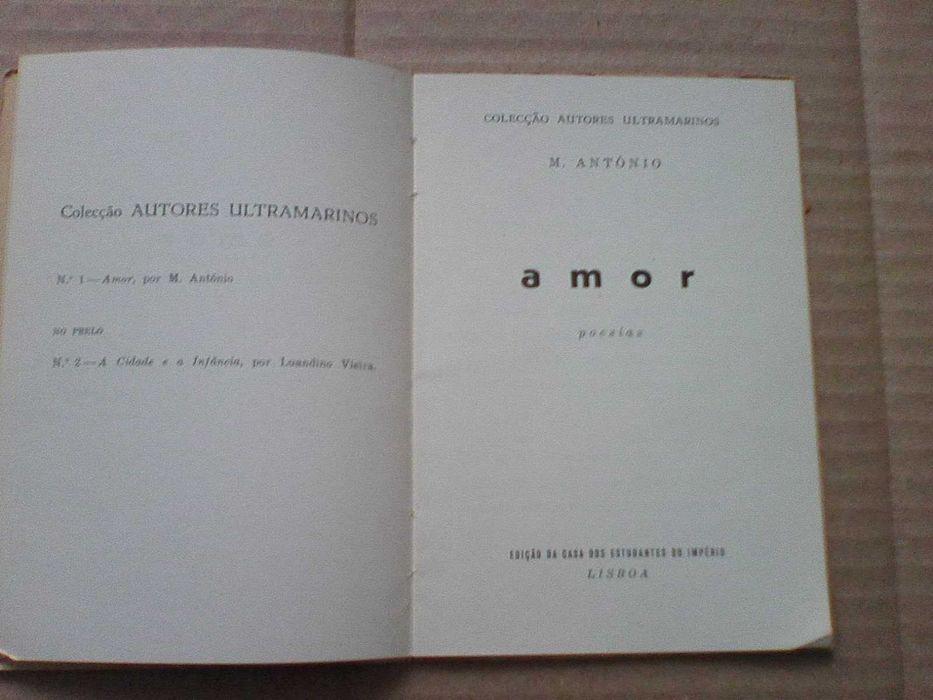 Colecção AUTORES ULTRAMARINOS
N.º 1 — Amor, por M. António
NO PRELO
N.º 2 — A Cidade e a Infância, por Luandino Vieira.
COLECÇÃO AUTORES ULTRAMARINOS
M. ANTÓNIO
amor
poesias
EDIÇÃO DA CASA DOS ESTUDANTES DO IMPÉRIO
LISBOA